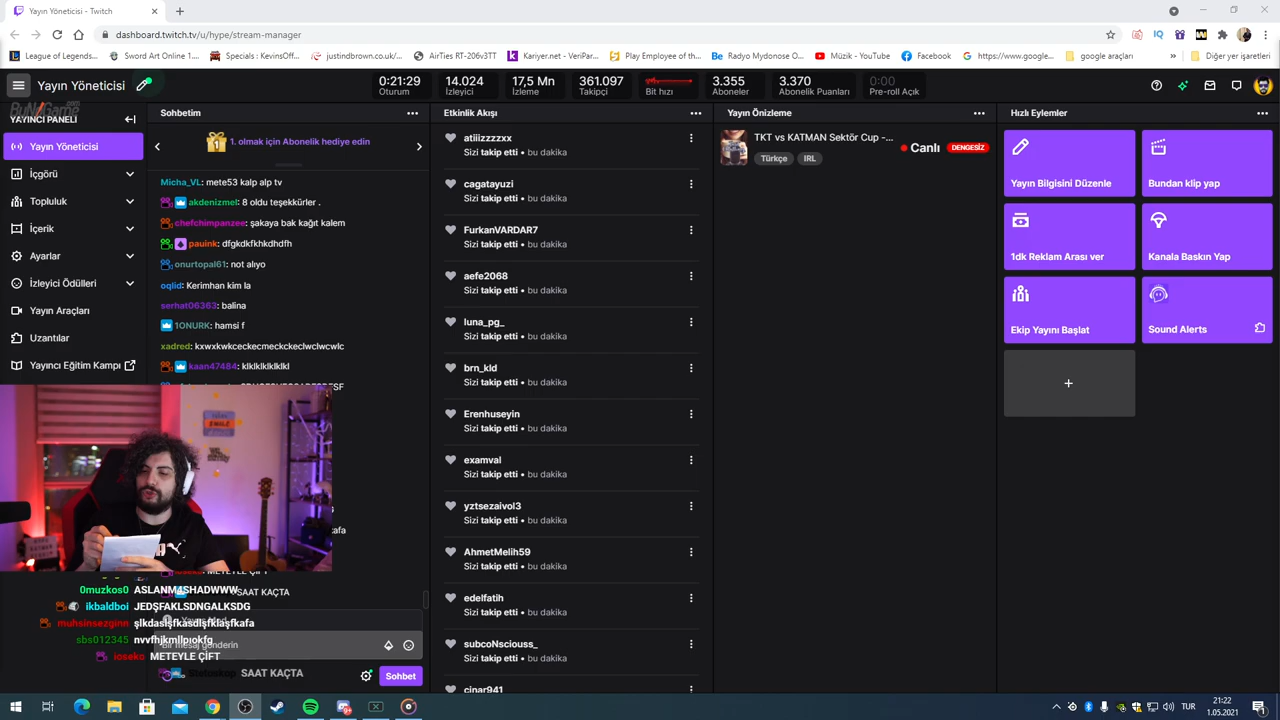 Yayın Yöneticisi - Twitch
dashboard.twitch.tv/u/hype/stream-manager
League of Legends...
Sword Art Online 1...
Specials : KevinsOff...
justindbrown.co.uk/...
AirTies RT-206v3TT
Kariyer.net - VeriPar...
Play Employee of the...
Radyo Mydonose O...
Müzik - YouTube
Facebook
https://www.google...
google araçları
Diğer yer işaretleri
Yayın Yöneticisi
0:21:29
Oturum
14.024
İzleyici
17,5 Mn
İzleme
361.097
Takipçi
Bit hızı
3.355
Aboneler
3.370
Abonelik Puanları
0:00
Pre-roll Açık
YAYINCI PANELİ
Yayın Yöneticisi
İçgörü
Topluluk
İçerik
Ayarlar
İzleyici Ödülleri
Yayın Araçları
Uzantılar
Yayıncı Eğitim Kampı
Sohbetim
1. olmak için Abonelik hediye edin
Micha_VL: mete53 kalp alp tv
akdenizmel: 8 oldu teşekkürler .
chefchimpanzee: şakaya bak kağıt kalem
pauink: dfgkdkfkhkdhdfh
onurtopal61: not alıyo
oqlid: Kerimhan kim la
serhat06363: balina
1ONURK: hamsi f
xadred: kxwxkwkceckecmeckckeclwclwcwlc
kaan47484: klklklklklklkl
0muzkos0 ASLANMSHADWWW
SAAT KAÇTA
ikbaldboi JEDŞFAKLSDNGALKSDG
muhsinsezginn şlkdasişfkasdlşfklaşfkafa
sbs012345 nvvfhjkmllpıokfg
Bir mesaj gönderin
ioseko METEYLE ÇİFT
SAAT KAÇTA
Sohbet
Etkinlik Akışı
atiiizzzzxx
Sizi takip etti • bu dakika
cagatayuzi
Sizi takip etti • bu dakika
FurkanVARDAR7
Sizi takip etti • bu dakika
aefe2068
Sizi takip etti • bu dakika
luna_pg_
Sizi takip etti • bu dakika
brn_kld
Sizi takip etti • bu dakika
Erenhuseyin
Sizi takip etti • bu dakika
examval
Sizi takip etti • bu dakika
yztsezaivol3
Sizi takip etti • bu dakika
AhmetMelih59
Sizi takip etti • bu dakika
edelfatih
Sizi takip etti • bu dakika
subcoNsciouss_
Sizi takip etti • bu dakika
cinar941
Yayın Önizleme
TKT vs KATMAN Sektör Cup -...
Türkçe
IRL
Canlı
DENGESİZ
Hızlı Eylemler
Yayın Bilgisini Düzenle
Bundan klip yap
1dk Reklam Arası ver
Kanala Baskın Yap
Ekip Yayını Başlat
Sound Alerts
TUR
21:22
1.05.2021